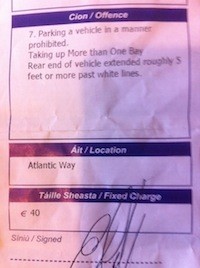 Cion / Offence
7. Parking a vehicle in a manner
prohibited.
Taking up More than One Bay
Rear end of vehicle extended roughly 5
feet or more past white lines.
Áit / Location
Atlantic Way
Táille Sheasta / Fixed Charge
€ 40
Síniú / Signed